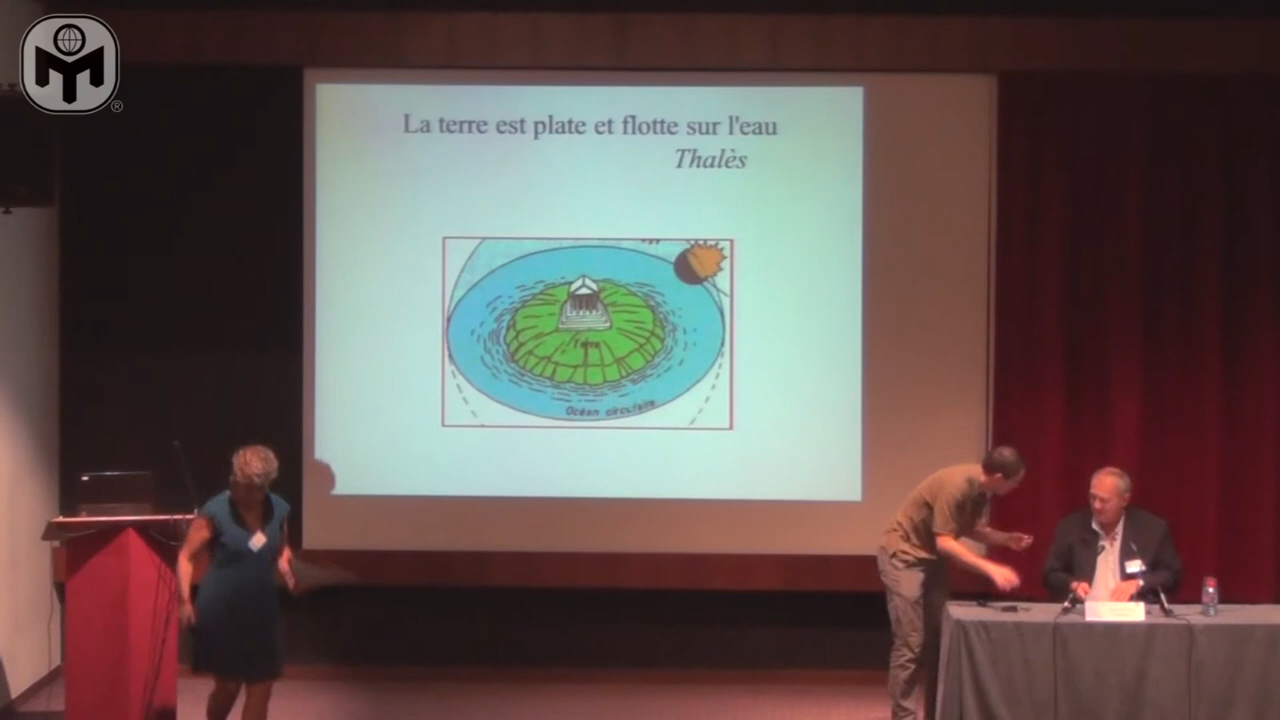 La terre est plate et flotte sur l'eau
Thalès
Terre
Océan circulaire
®